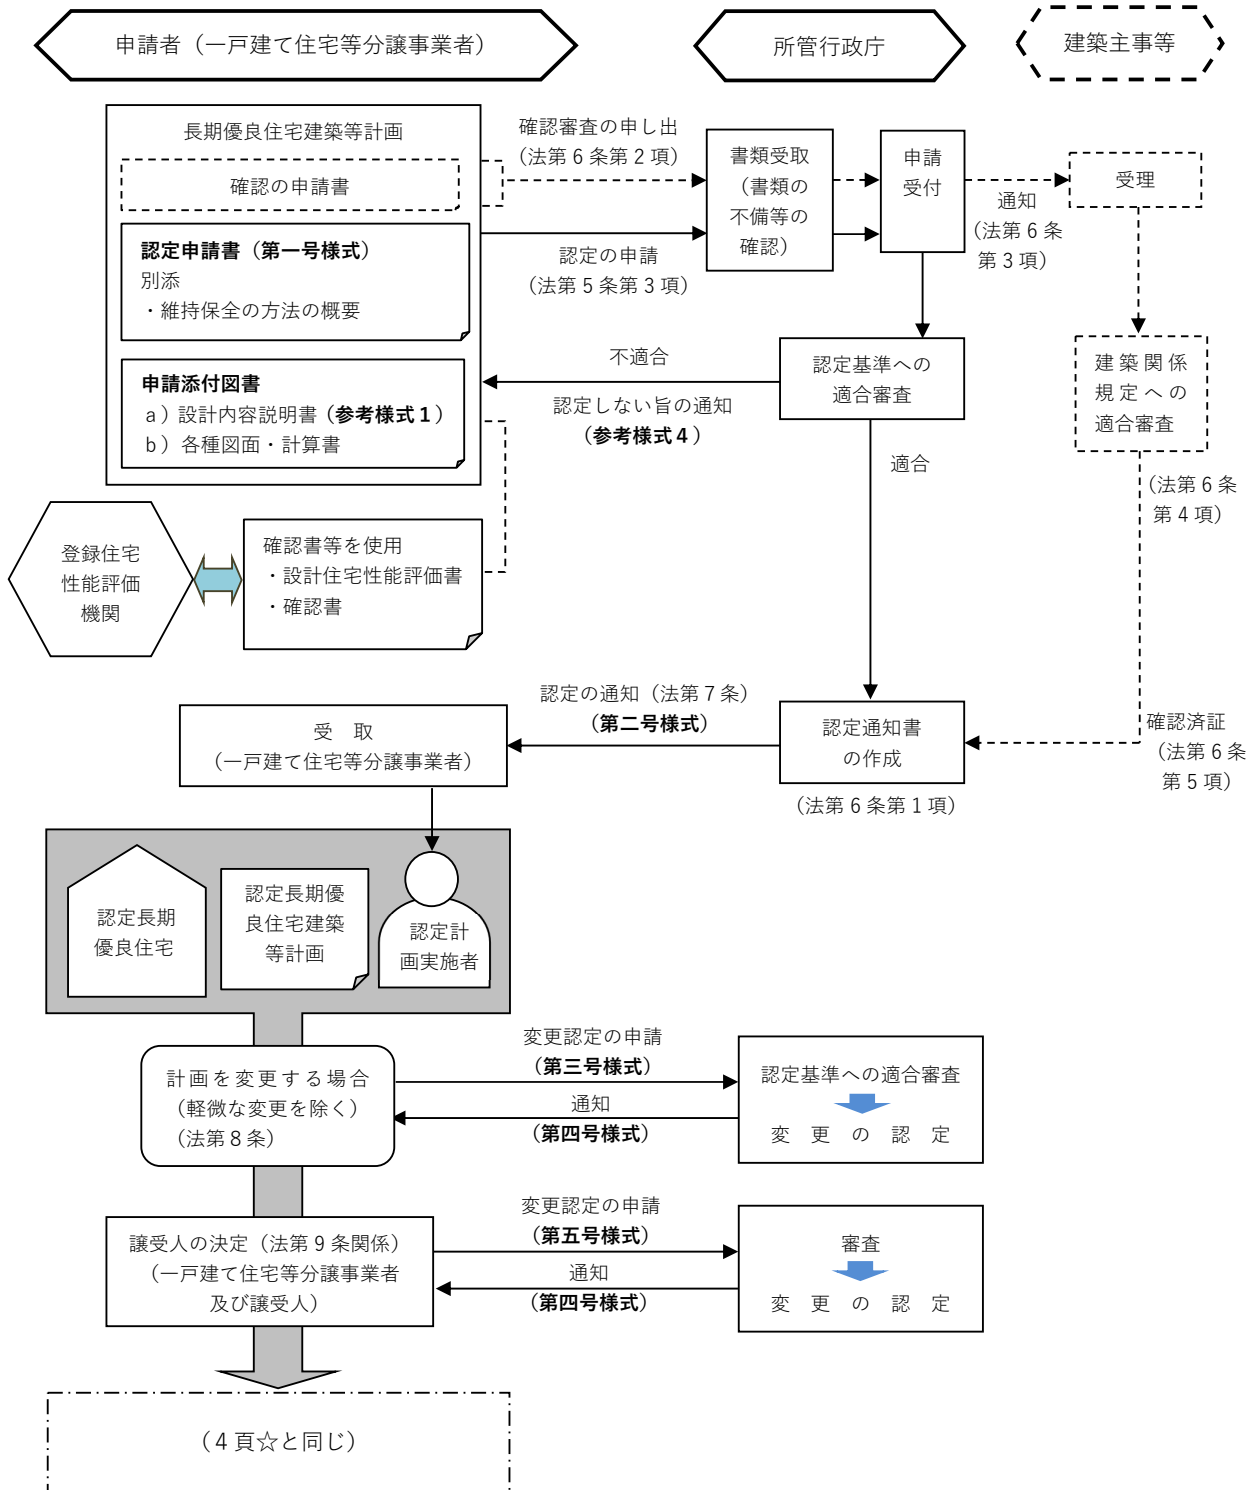 申請者（一戸建て住宅等分譲事業者）
所管行政庁
建築主事等
長期優良住宅建築等計画
確認の申請書
認定申請書（第一号様式）
別添
・維持保全の方法の概要
申請添付図書
a）設計内容説明書（参考様式１）
b）各種図面・計算書
確認審査の申し出
（法第６条第２項）
認定の申請
（法第５条第３項）
書類受取
（書類の
不備等の
確認）
申請
受付
通知
（法第６条
第３項）
受理
不適合
認定しない旨の通知
（参考様式４）
認定基準への
適合審査
建築関係
規定への
適合審査
適合
（法第６条
第４項）
登録住宅
性能評価
機関
確認書等を使用
・設計住宅性能評価書
・確認書
認定の通知（法第７条）
（第二号様式）
受　取
（一戸建て住宅等分譲事業者）
認定通知書
の作成
（法第６条第１項）
確認済証
（法第６条
第５項）
認定長期
優良住宅
認定長期優
良住宅建築
等計画
認定計
画実施者
計画を変更する場合
（軽微な変更を除く）
（法第８条）
変更認定の申請
（第三号様式）
通知
（第四号様式）
認定基準への適合審査
変　更　の　認　定
譲受人の決定（法第９条関係）
（一戸建て住宅等分譲事業者
及び譲受人）
変更認定の申請
（第五号様式）
通知
（第四号様式）
審査
変　更　の　認　定
（４頁☆と同じ）